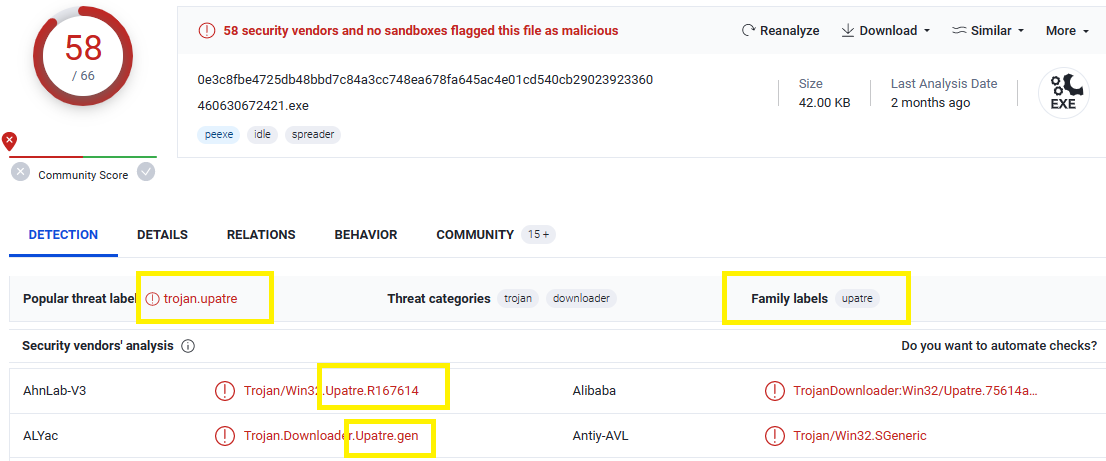 58
/ 66
Community Score
58 security vendors and no sandboxes flagged this file as malicious
Reanalyze Download Similar More
0e3c8fbe4725db48bbd7c84a3cc748ea678fa645ac4e01cd540cb29023923360
460630672421.exe
peexe idle spreader
Size
42.00 KB
Last Analysis Date
2 months ago
EXE
DETECTION DETAILS RELATIONS BEHAVIOR COMMUNITY 15 +
Popular threat label trojan.upatre Threat categories trojan downloader Family labels upatre
Security vendors' analysis Do you want to automate checks?
AhnLab-V3 Trojan/Win32.Upatre.R167614 Alibaba TrojanDownloader:Win32/Upatre.75614a...
ALYac Trojan.Downloader.Upatre.gen Antiy-AVL Trojan/Win32.SGeneric